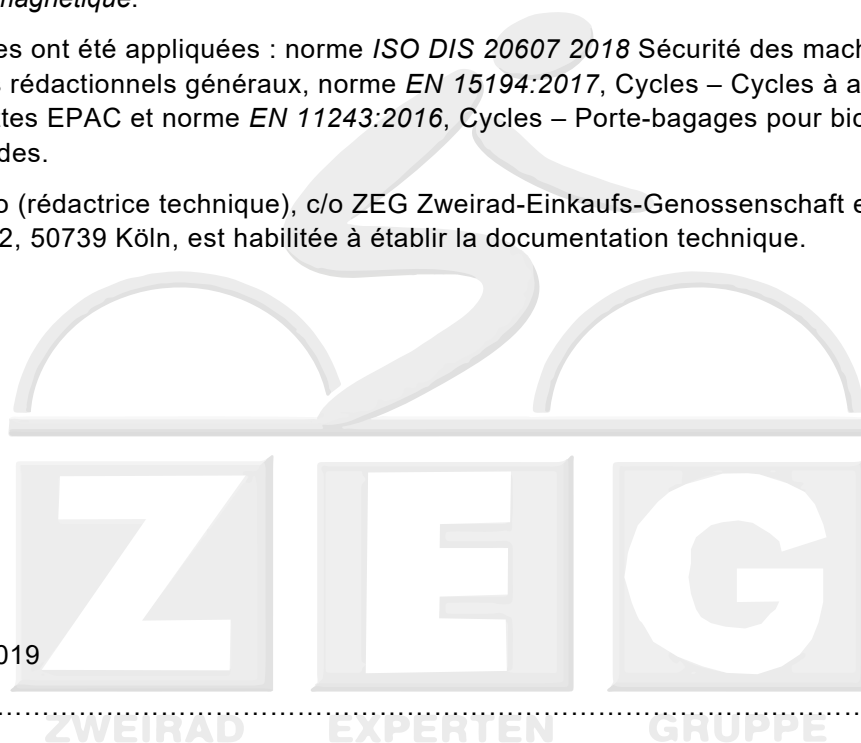 magnétique.
es ont été appliquées : norme ISO DIS 20607 2018 Sécurité des mach
rédactionnels généraux, norme EN 15194:2017, Cycles – Cycles à a
tes EPAC et norme EN 11243:2016, Cycles – Porte-bagages pour bic
des.
o (rédactrice technique), c/o ZEG Zweirad-Einkaufs-Genossenschaft e
2, 50739 Köln, est habilitée à établir la documentation technique.
ZEG
019
ZWEIRAD EXPERTEN GRUPPE